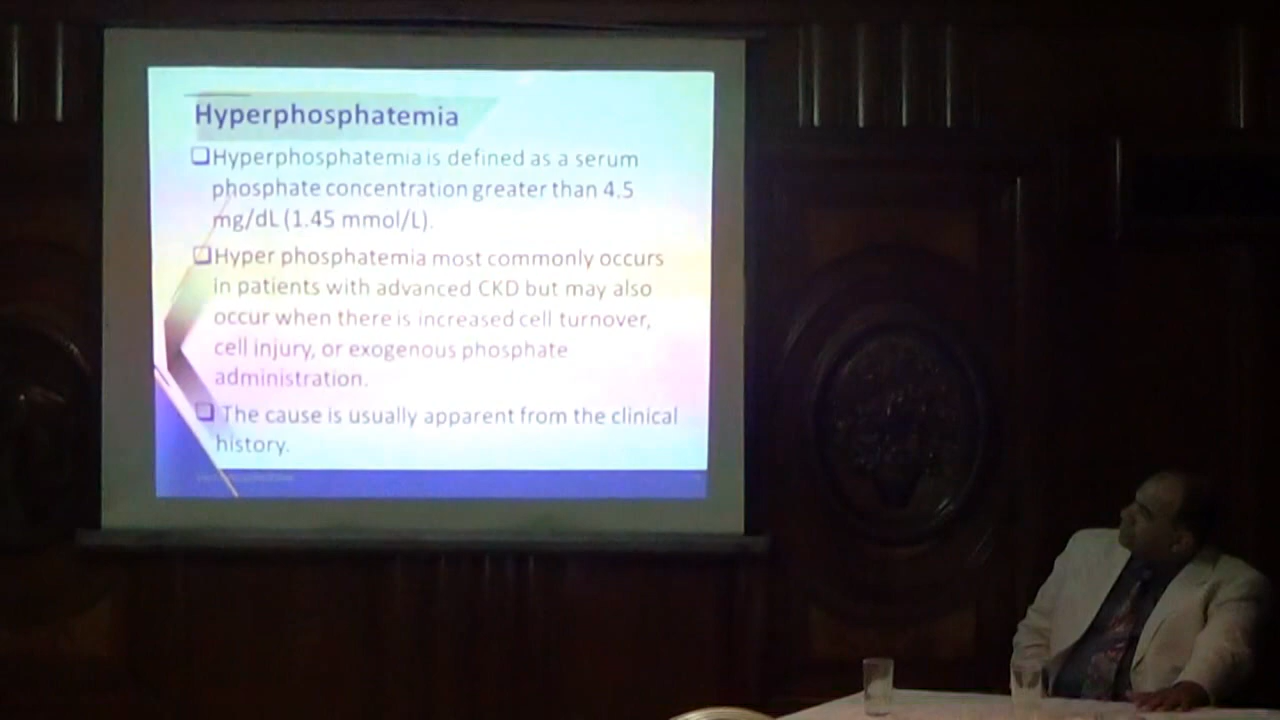 Hyperphosphatemia
❑Hyperphosphatemia is defined as a serum
phosphate concentration greater than 4.5
mg/dL (1.45 mmol/L).
❑Hyper phosphatemia most commonly occurs
in patients with advanced CKD but may also
occur when there is increased cell turnover,
cell injury, or exogenous phosphate
administration.
❑ The cause is usually apparent from the clinical
history.